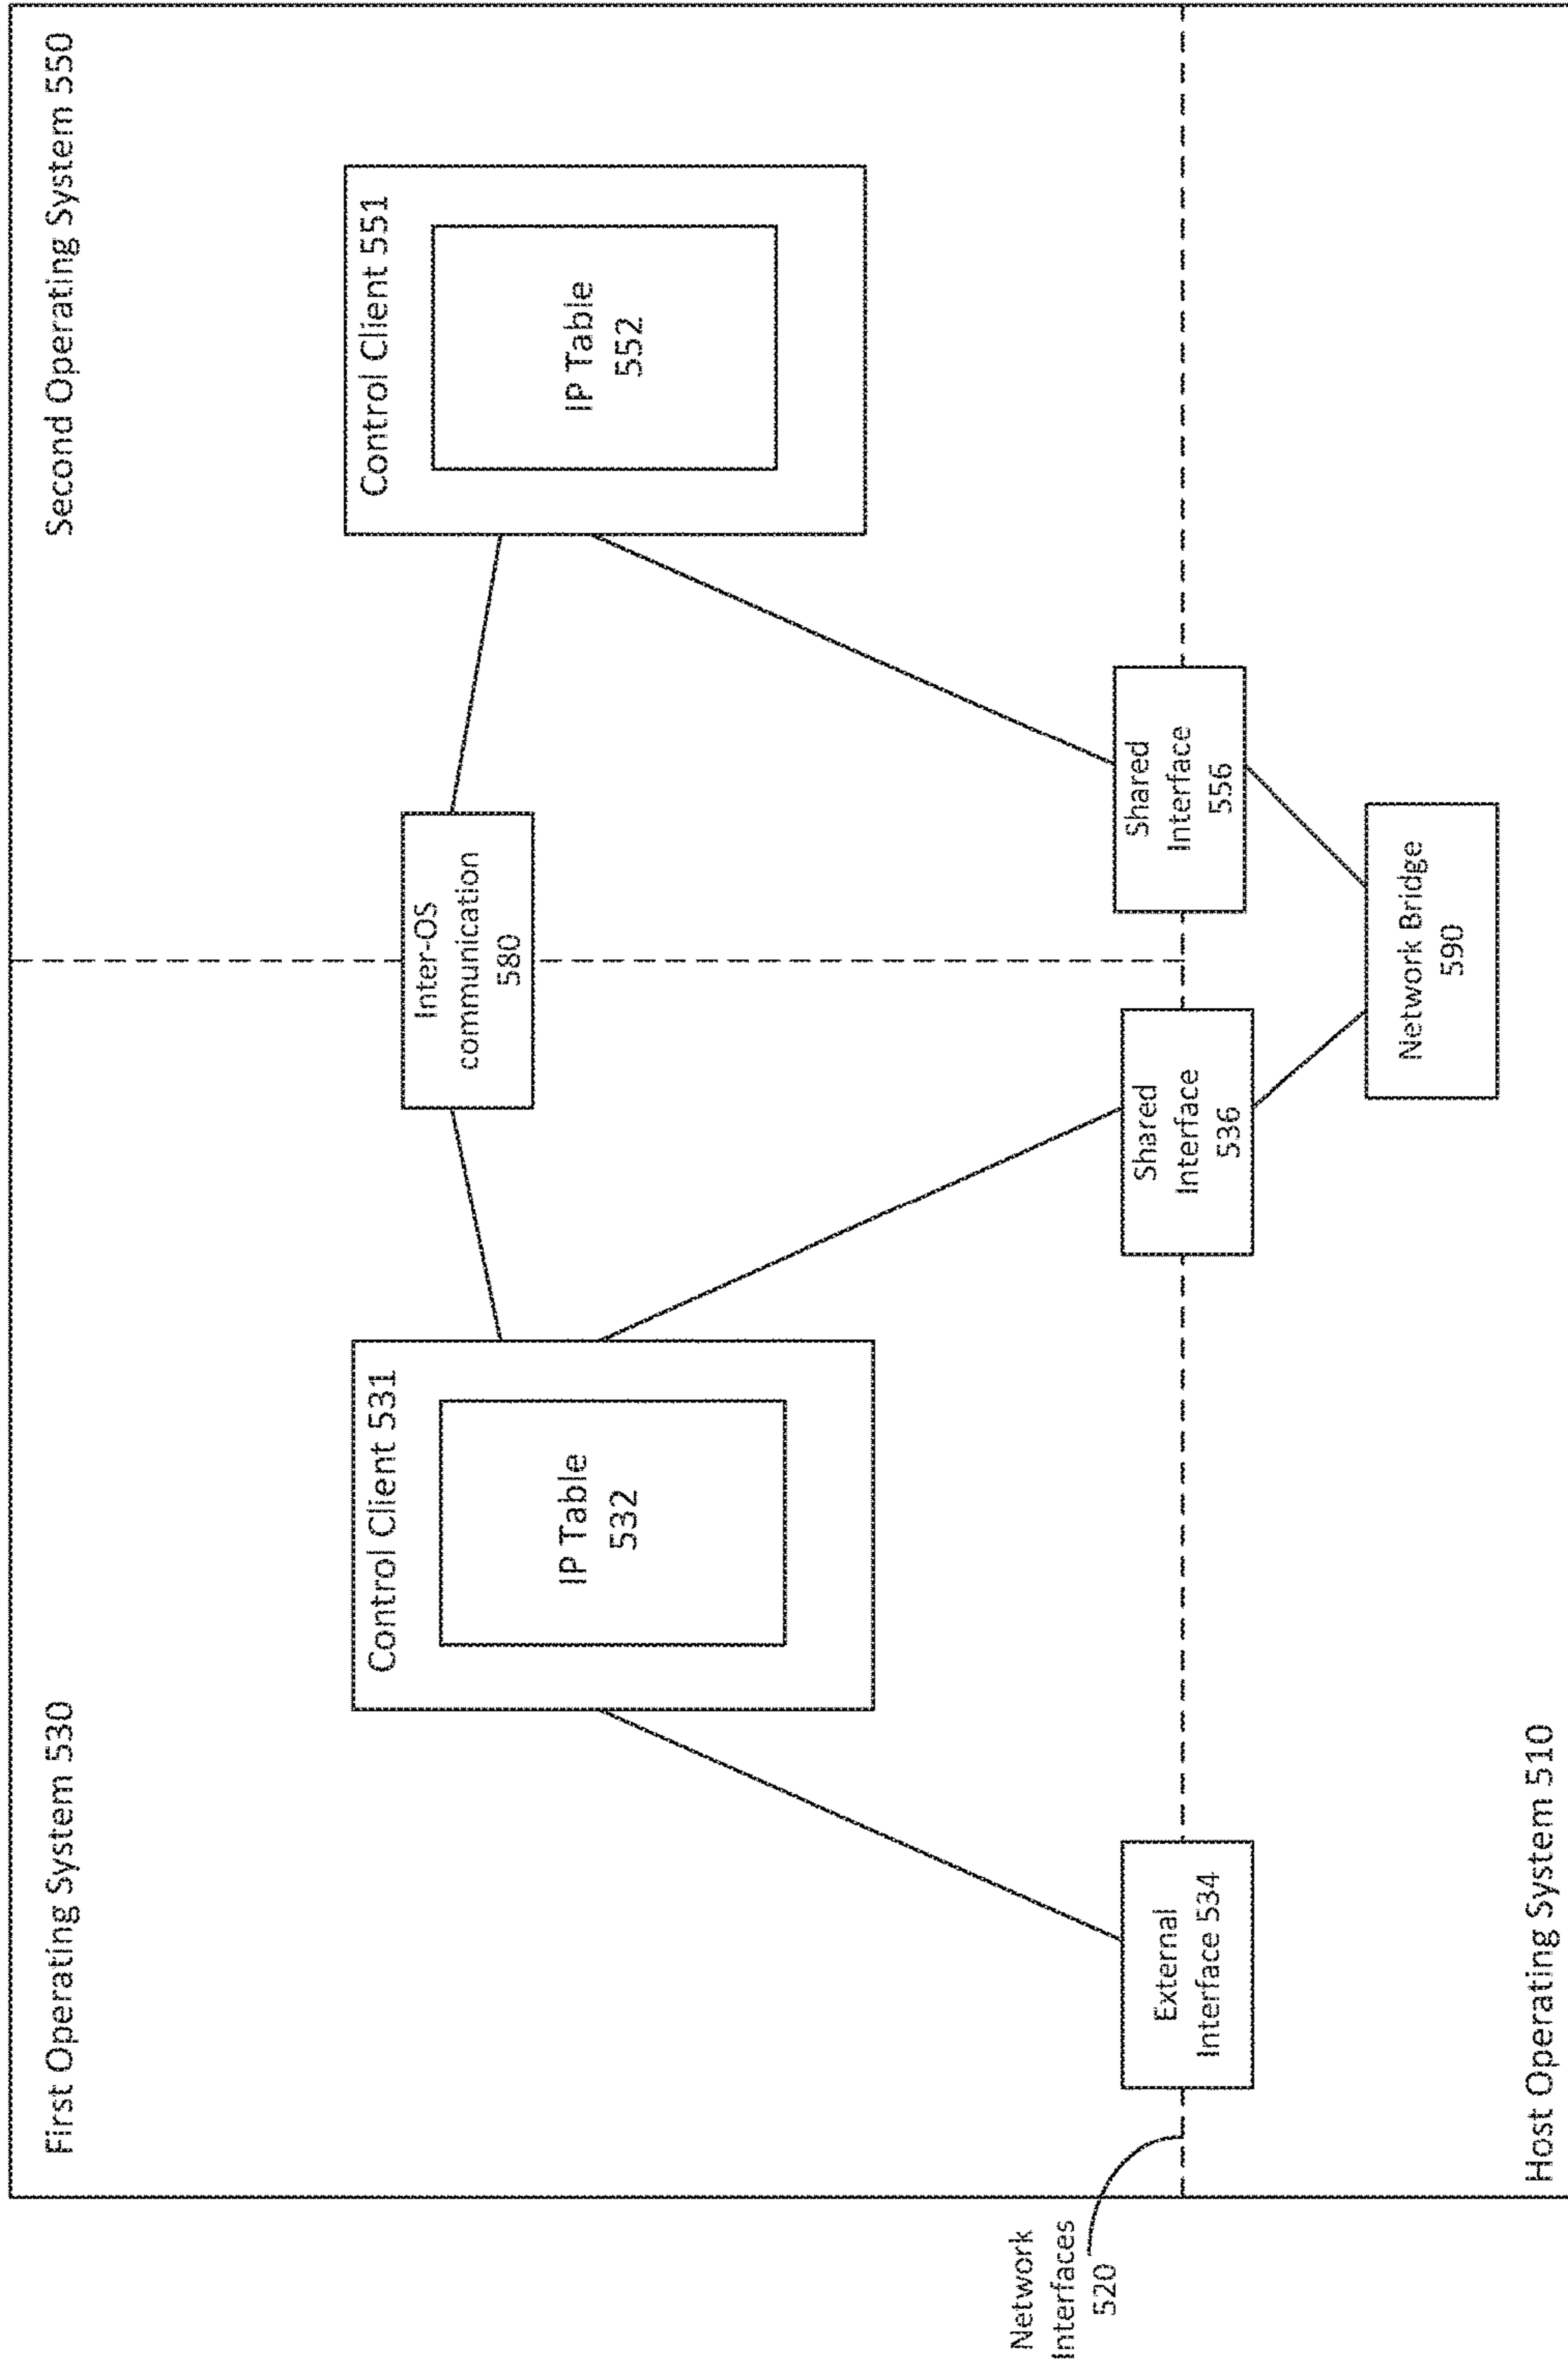 First Operating System 530
Second Operating System 550
Control Client 531
IP Table
532
Inter-OS
communication
580
Control Client 551
IP Table
552
Network
Interfaces
520
External
Interface 534
Shared
Interface
536
Shared
Interface
556
Network Bridge
590
Host Operating System 510